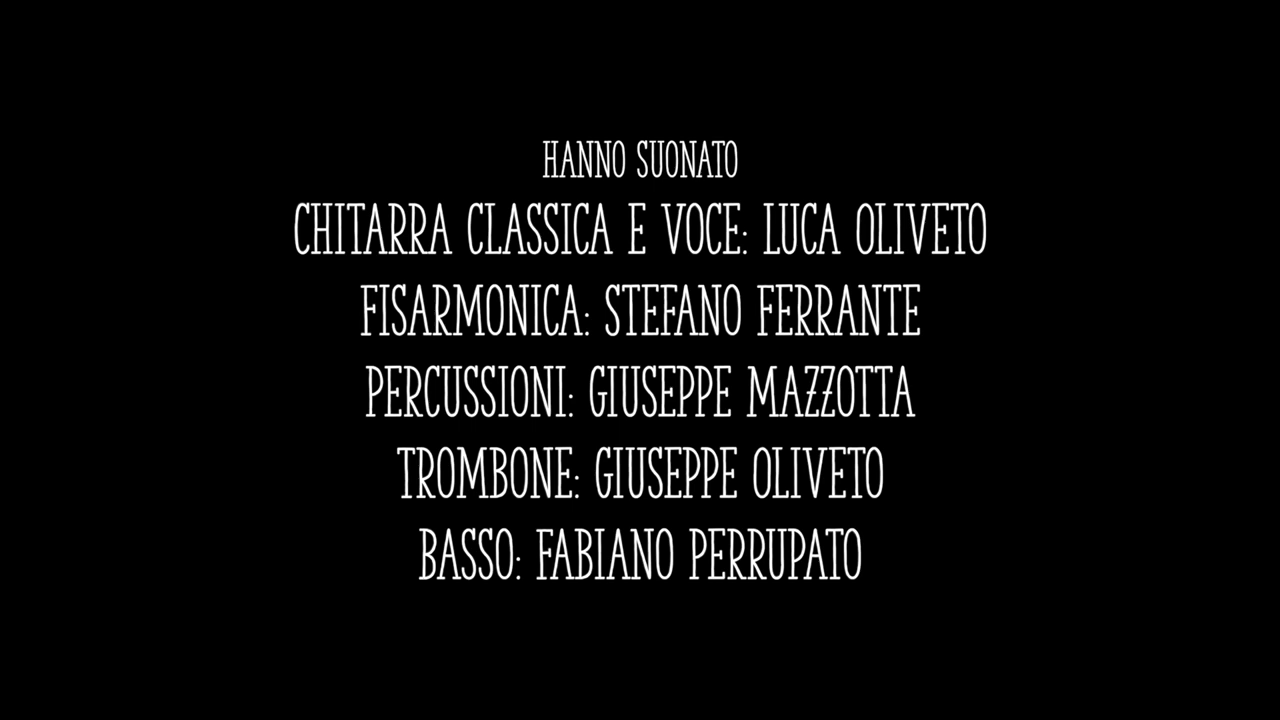 HANNO SUONATO
CHITARRA CLASSICA E VOCE: LUCA OLIVETO
FISARMONICA: STEFANO FERRANTE
PERCUSSIONI: GIUSEPPE MAZZOTTA
TROMBONE: GIUSEPPE OLIVETO
BASSO: FABIANO PERRUPATO